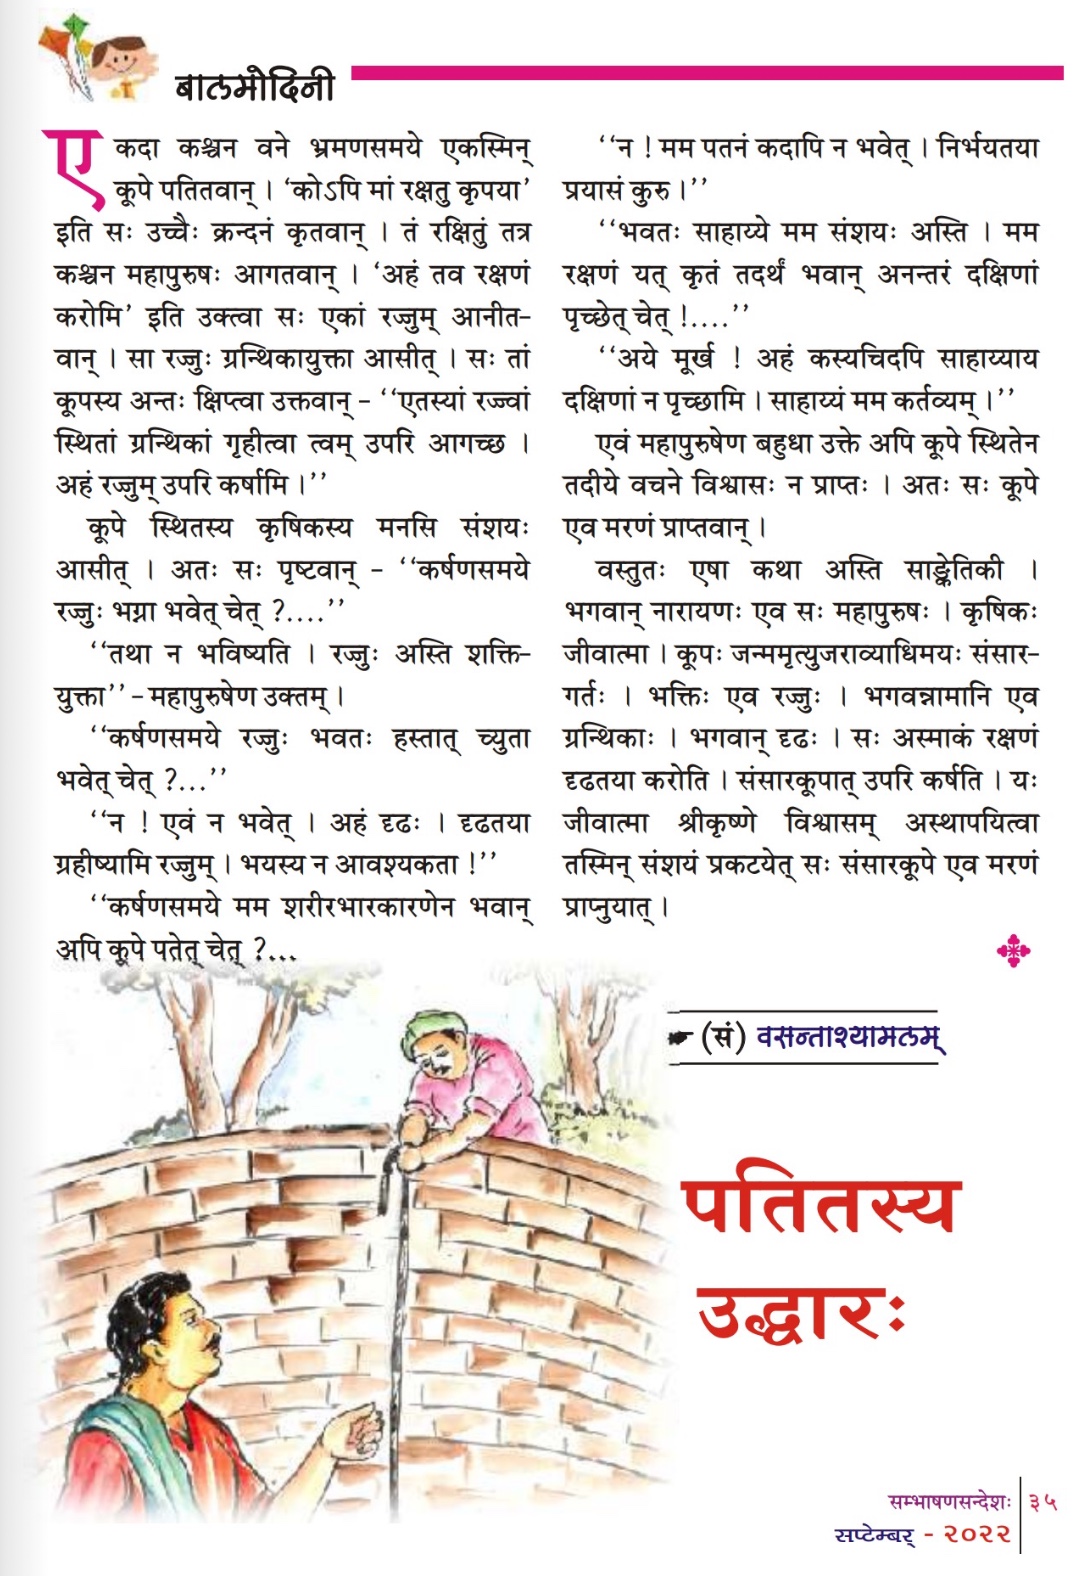 बालमोदिनी
एकदा कश्चन वने भ्रमणसमये एकस्मिन्
कूपे पतितवान् । ‘कोऽपि मां रक्षतु कृपया’
इति सः उच्चैः क्रन्दनं कृतवान् । तं रक्षितुं तत्र
कश्चन महापुरुषः आगतवान् । ‘अहं तव रक्षणं
करोमि’ इति उक्त्वा सः एकां रज्जुम् आनीत-
वान् । सा रज्जुः ग्रन्थिकायुक्ता आसीत् । सः तां
कूपस्य अन्तः क्षिप्त्वा उक्तवान् - ‘‘एतस्यां रज्ज्वां
स्थितां ग्रन्थिकां गृहीत्वा त्वम् उपरि आगच्छ ।
अहं रज्जुम् उपरि कर्षामि ।’’
कूपे स्थितस्य कृषिकस्य मनसि संशयः
आसीत् । अतः सः पृष्टवान् - ‘‘कर्षणसमये
रज्जुः भग्ना भवेत् चेत् ?....’’
‘‘तथा न भविष्यति । रज्जुः अस्ति शक्ति-
युक्ता’’ - महापुरुषेण उक्तम् ।
‘‘कर्षणसमये रज्जुः भवतः हस्तात् च्युता
भवेत् चेत् ?...’’
‘‘न ! एवं न भवेत् । अहं दृढः । दृढतया
ग्रहीष्यामि रज्जुम् । भयस्य न आवश्यकता !’’
‘‘कर्षणसमये मम शरीरभारकारणेन भवान्
अपि कूपे पतेत् चेत् ?...
‘‘न ! मम पतनं कदापि न भवेत् । निर्भयतया
प्रयासं कुरु ।’’
‘‘भवतः साहाय्ये मम संशयः अस्ति । मम
रक्षणं यत् कृतं तदर्थं भवान् अनन्तरं दक्षिणां
पृच्छेत् चेत् !....’’
‘‘अये मूर्ख ! अहं कस्यचिदपि साहाय्याय
दक्षिणां न पृच्छामि । साहाय्यं मम कर्तव्यम् ।’’
एवं महापुरुषेण बहुधा उक्ते अपि कूपे स्थितेन
तदीये वचने विश्वासः न प्राप्तः । अतः सः कूपे
एव मरणं प्राप्तवान् ।
वस्तुतः एषा कथा अस्ति साङ्केतिकी ।
भगवान् नारायणः एव सः महापुरुषः । कृषिकः
जीवात्मा । कूपः जन्ममृत्युजराव्याधिमयः संसार-
गर्तः । भक्तिः एव रज्जुः । भगवन्नामानि एव
ग्रन्थिकाः । भगवान् दृढः । सः अस्माकं रक्षणं
दृढतया करोति । संसारकूपात् उपरि कर्षति । यः
जीवात्मा श्रीकृष्णे विश्वासम् अस्थापयित्वा
तस्मिन् संशयं प्रकटयेत् सः संसारकूपे एव मरणं
प्राप्नुयात् ।
☛ (सं) वसन्ताश्यामलम्
पतितस्य
उद्धारः
सम्भाषणसन्देशः ३५
सप्टेम्बर् - २०२२